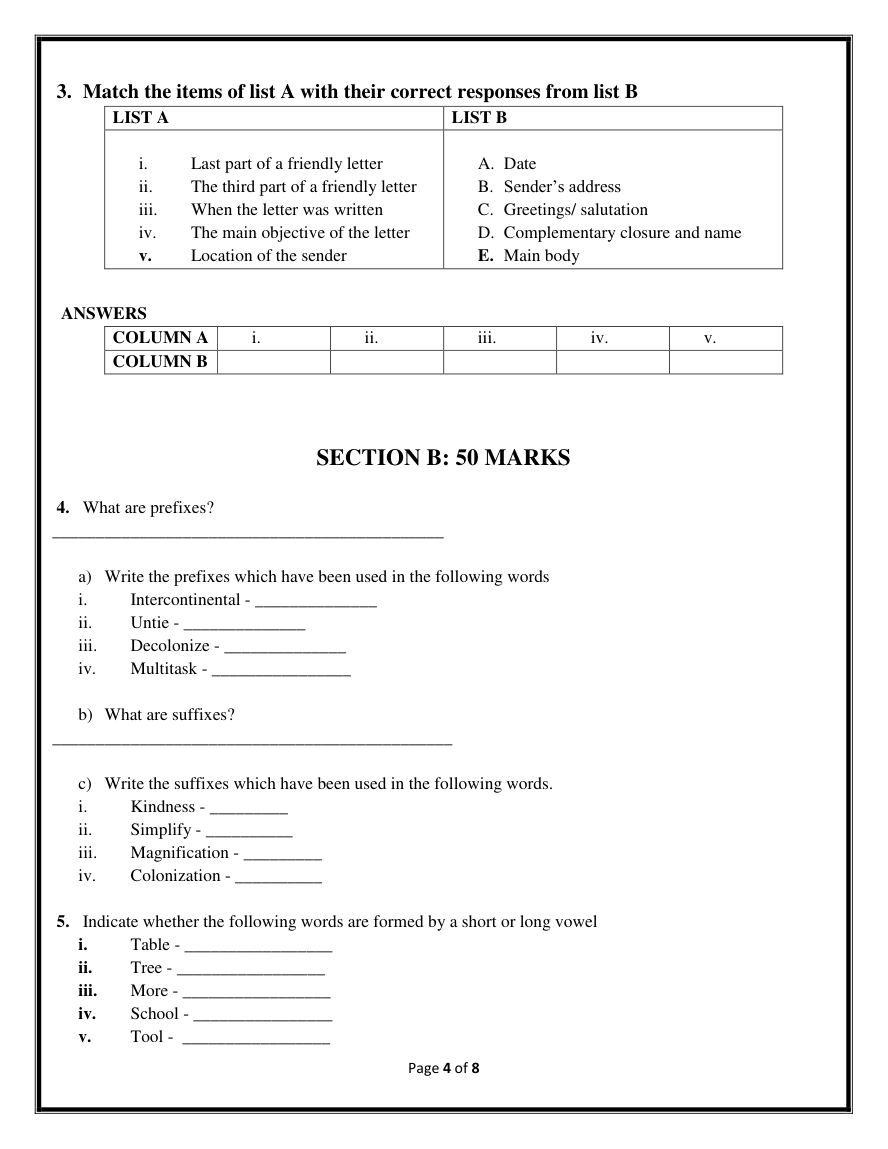 3. Match the items of list A with their correct responses from list B
LIST A LIST B
i. Last part of a friendly letter A. Date
ii. The third part of a friendly letter B. Sender’s address
iii. When the letter was written C. Greetings/ salutation
iv. The main objective of the letter D. Complementary closure and name
v. Location of the sender E. Main body
ANSWERS
COLUMN A i. ii. iii. iv. v.
COLUMN B
SECTION B: 50 MARKS
4. What are prefixes?
_____________________________________________
a) Write the prefixes which have been used in the following words
i. Intercontinental - ______________
ii. Untie - ______________
iii. Decolonize - ______________
iv. Multitask - ________________
b) What are suffixes?
______________________________________________
c) Write the suffixes which have been used in the following words.
i. Kindness - _________
ii. Simplify - __________
iii. Magnification - _________
iv. Colonization - __________
5. Indicate whether the following words are formed by a short or long vowel
i. Table - _________________
ii. Tree - _________________
iii. More - _________________
iv. School - ________________
v. Tool - _________________
Page 4 of 8